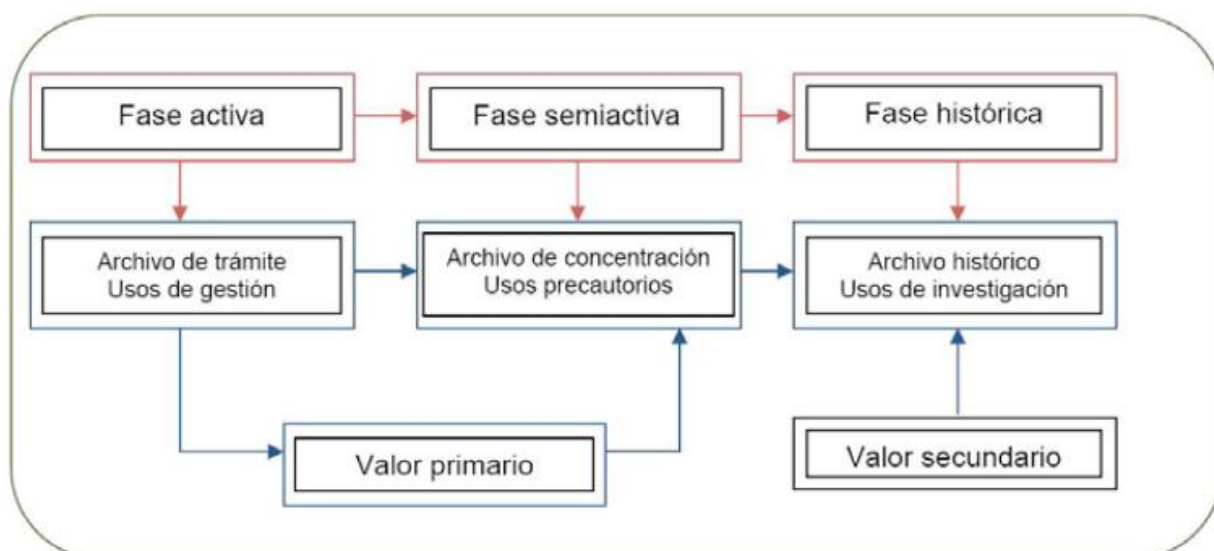 Fase activa
Fase semiactiva
Fase histórica
Archivo de trámite
Usos de gestión
Archivo de concentración
Usos precautorios
Archivo histórico
Usos de investigación
Valor primario
Valor secundario